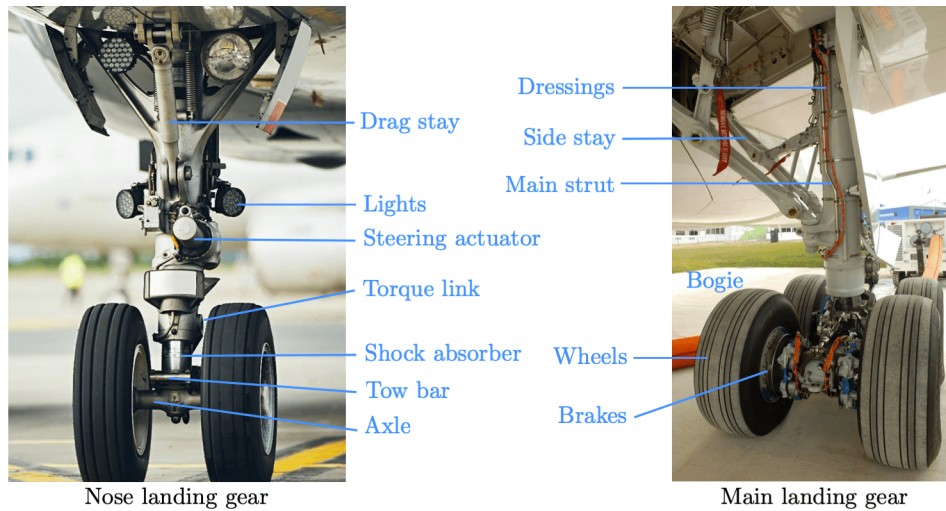 Drag stay
Lights
Steering actuator
Torque link
Shock absorber
Tow bar
Axle
Nose landing gear
Dressings
Side stay
Main strut
Bogie
Wheels
Brakes
Main landing gear